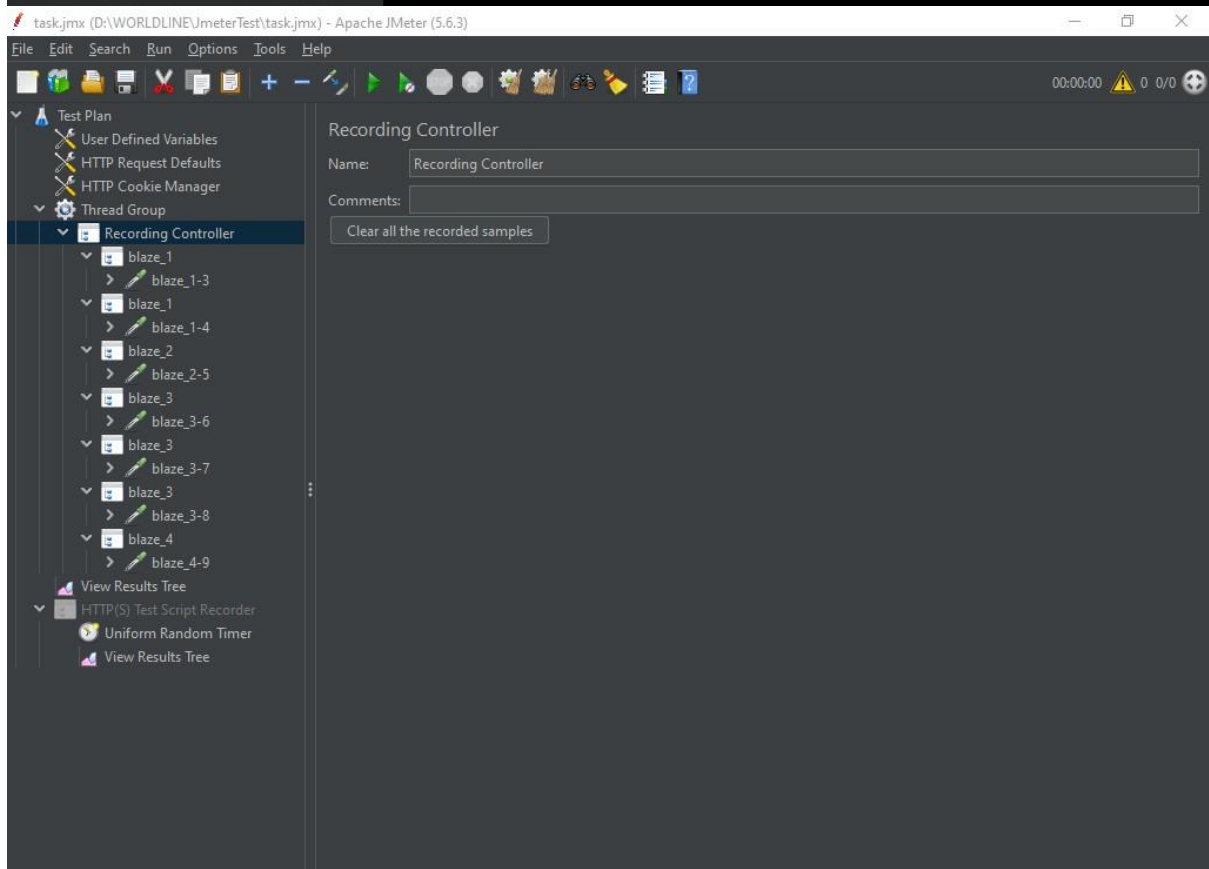 task.jmx (D:\WORLDLINE\JmeterTest\task.jmx) - Apache JMeter (5.6.3)
File Edit Search Run Options Tools Help
00:00:00 0 0/0
Test Plan
User Defined Variables
HTTP Request Defaults
HTTP Cookie Manager
Thread Group
Recording Controller
blaze_1
blaze_1-3
blaze_1
blaze_1-4
blaze_2
blaze_2-5
blaze_3
blaze_3-6
blaze_3
blaze_3-7
blaze_3
blaze_3-8
blaze_4
blaze_4-9
View Results Tree
HTTP(S) Test Script Recorder
Uniform Random Timer
View Results Tree
Recording Controller
Name: Recording Controller
Comments:
Clear all the recorded samples